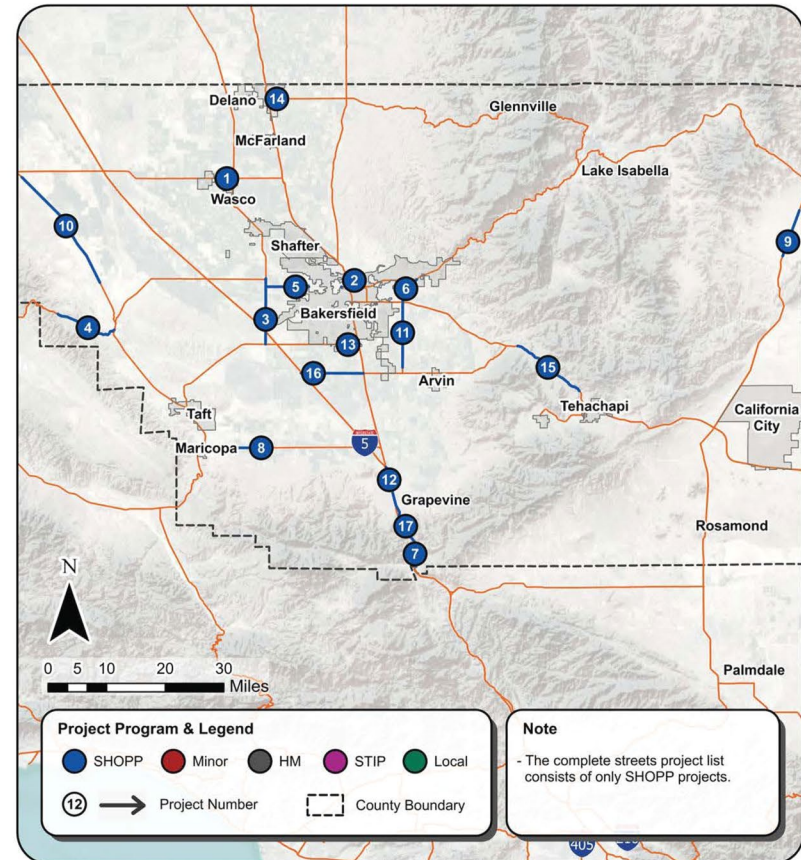 Delano
14
Glennville
McFarland
Lake Isabella
1
Wasco
10
9
Shafter
5
2
6
3
Bakersfield
4
11
13
16
15
Arvin
Tehachapi
California
City
Taft
Maricopa
8
5
12
Grapevine
17
Rosamond
7
N
0 5 10 20 30
Miles
Palmdale
Project Program & Legend
SHOPP
Minor
HM
STIP
Local
12
Project Number
County Boundary
Note
- The complete streets project list
consists of only SHOPP projects.
405